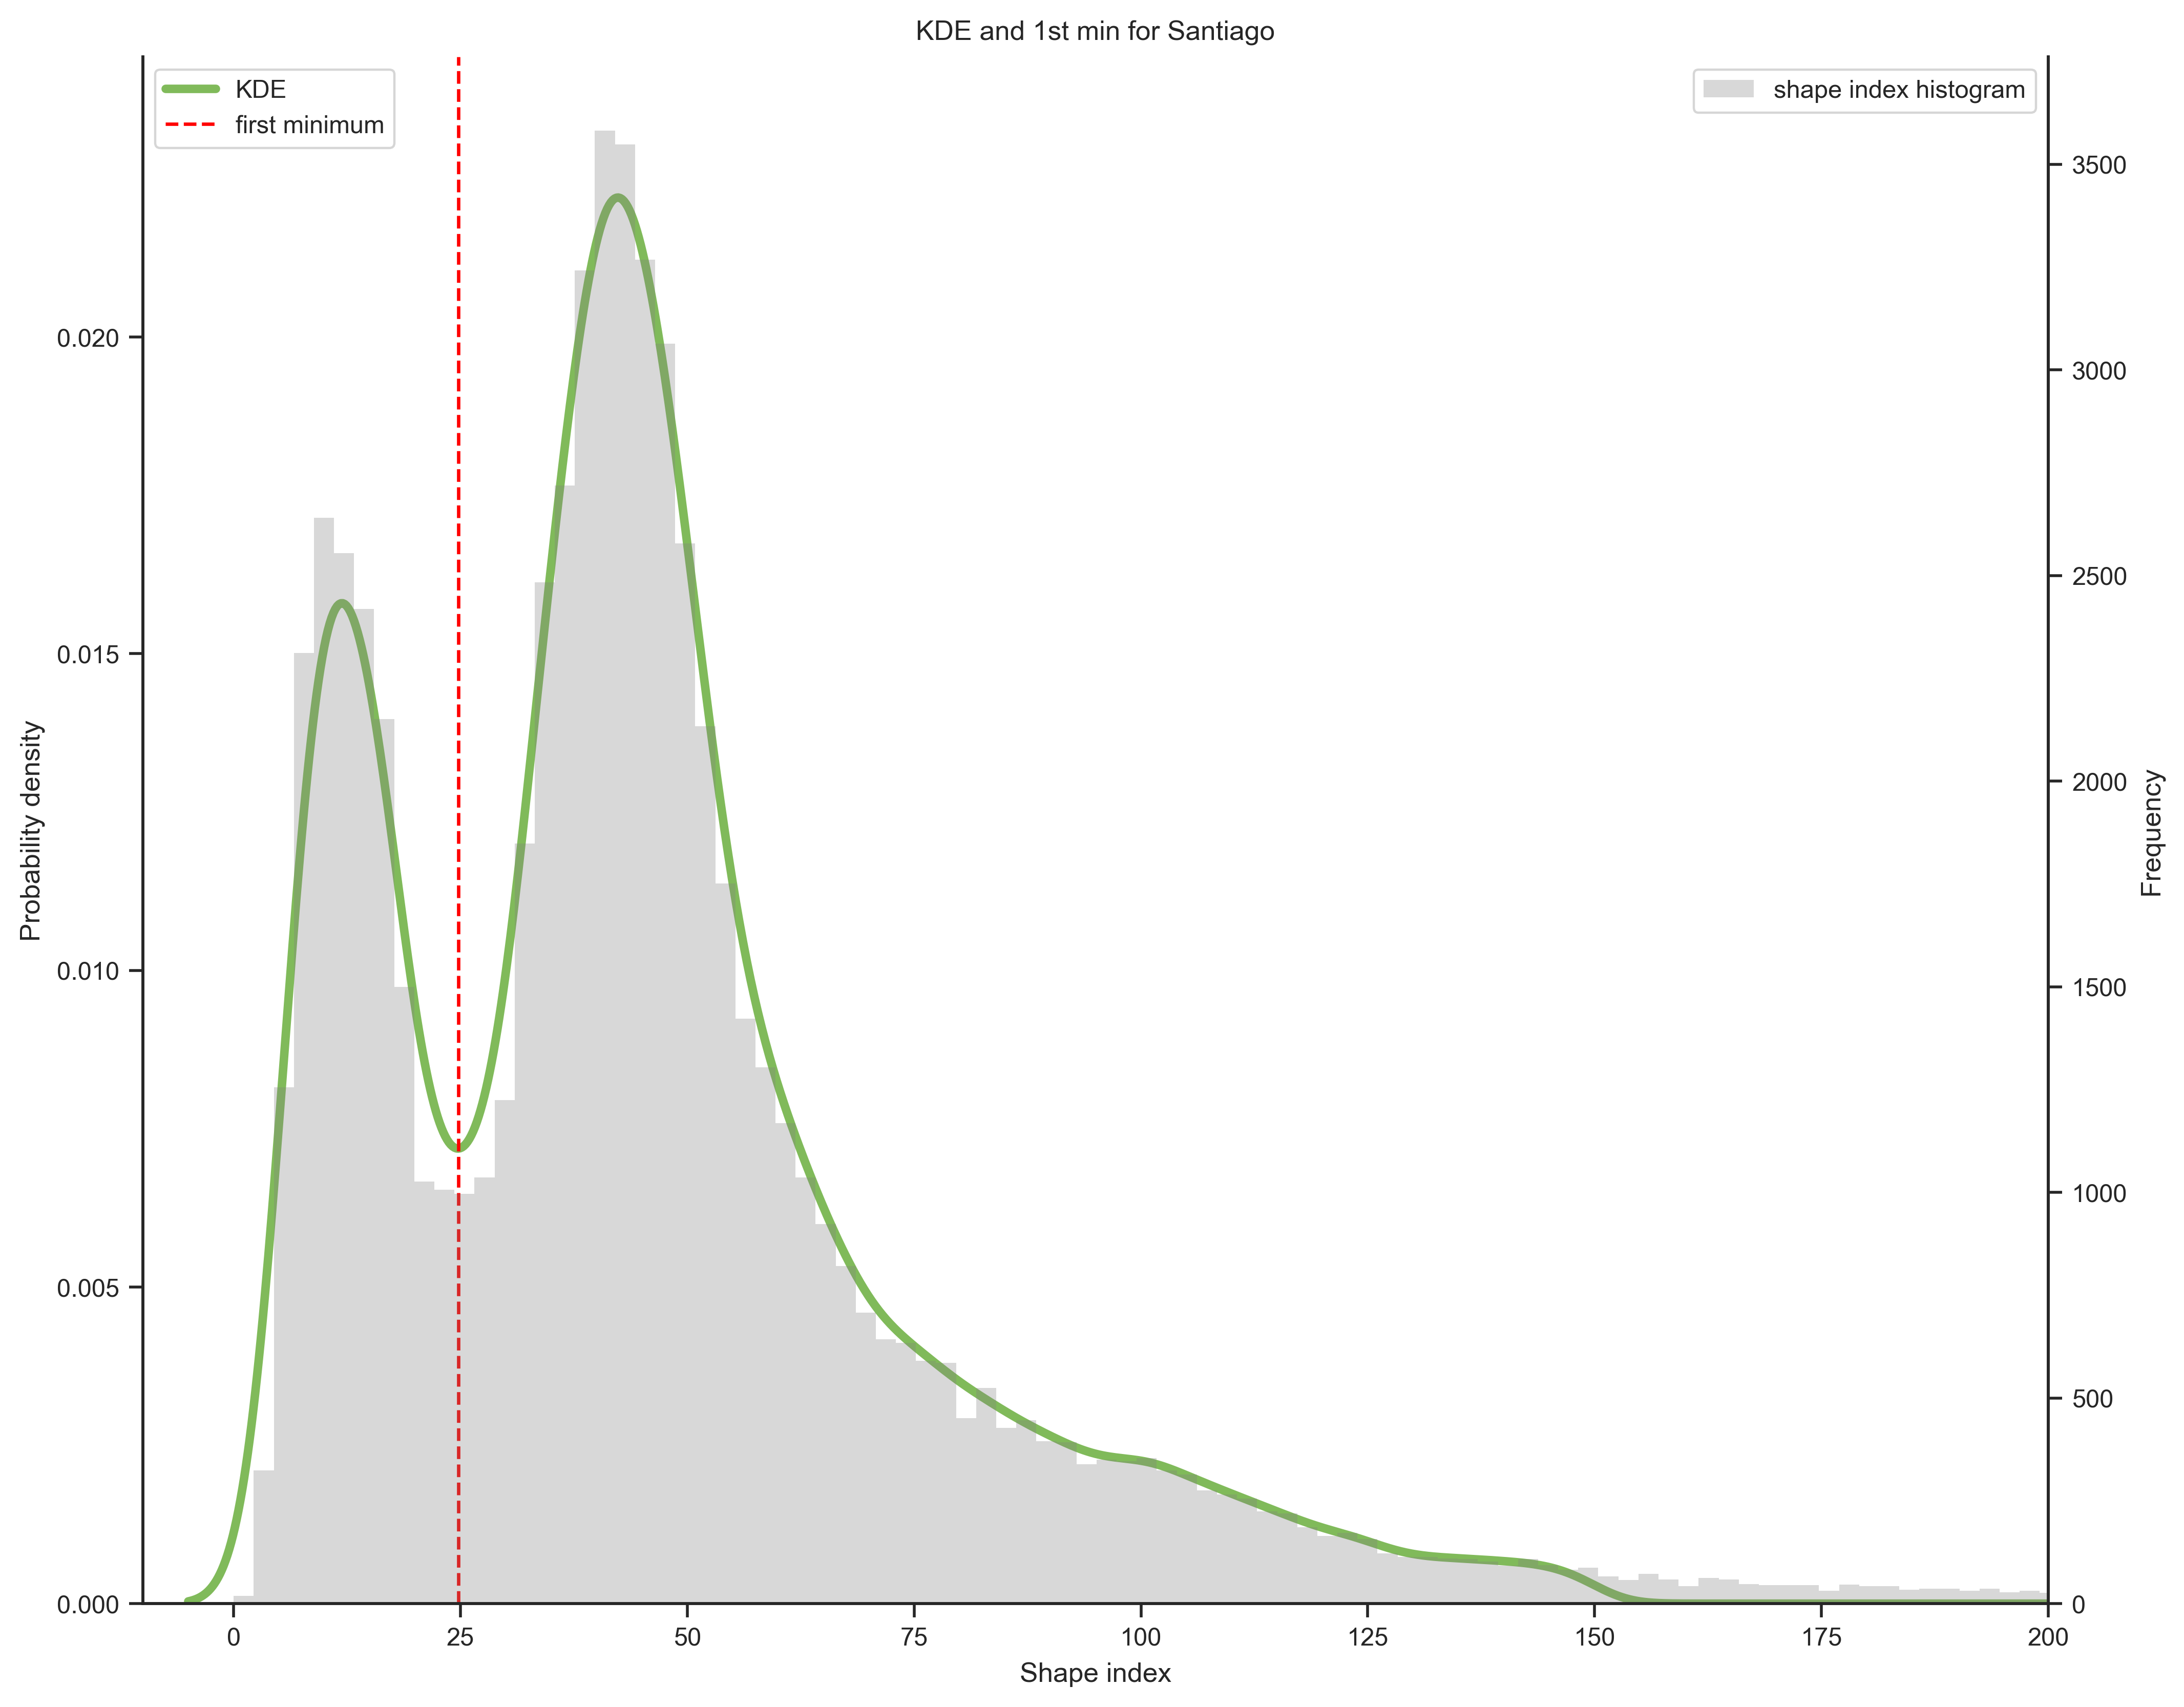 KDE and 1st min for Santiago
KDE
first minimum
shape index histogram
Probability density
0.020
0.015
0.010
0.005
0.000
3500
3000
2500
2000
1500
1000
500
0
Frequency
0 25 50 75 100 125 150 175 200
Shape index